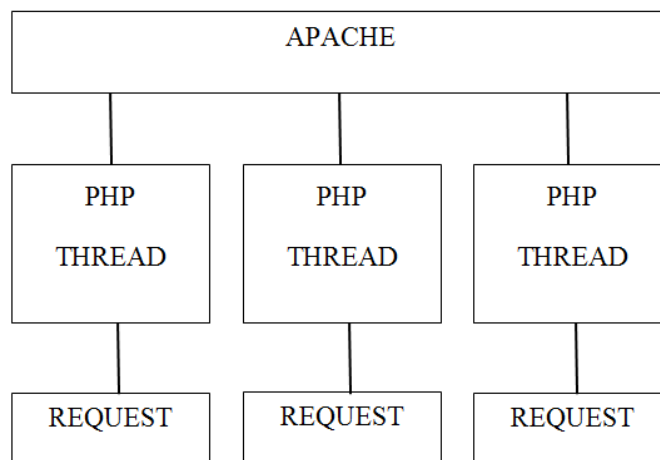 APACHE
PHP
THREAD
PHP
THREAD
PHP
THREAD
REQUEST
REQUEST
REQUEST